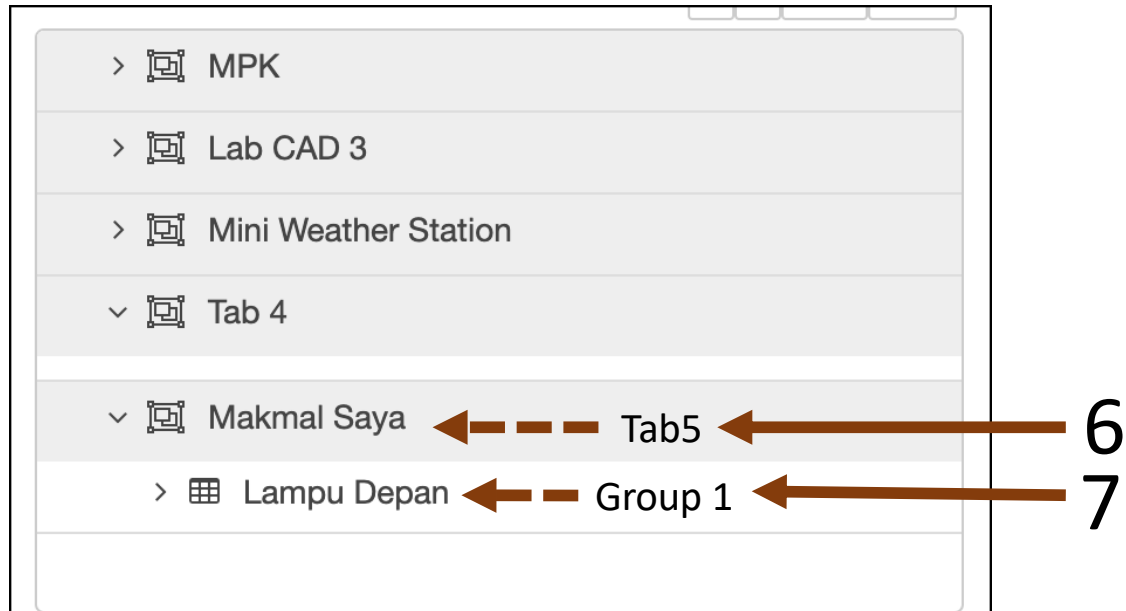 MPK
Lab CAD 3
Mini Weather Station
Tab 4
Makmal Saya Tab5 6
Lampu Depan Group 1 7